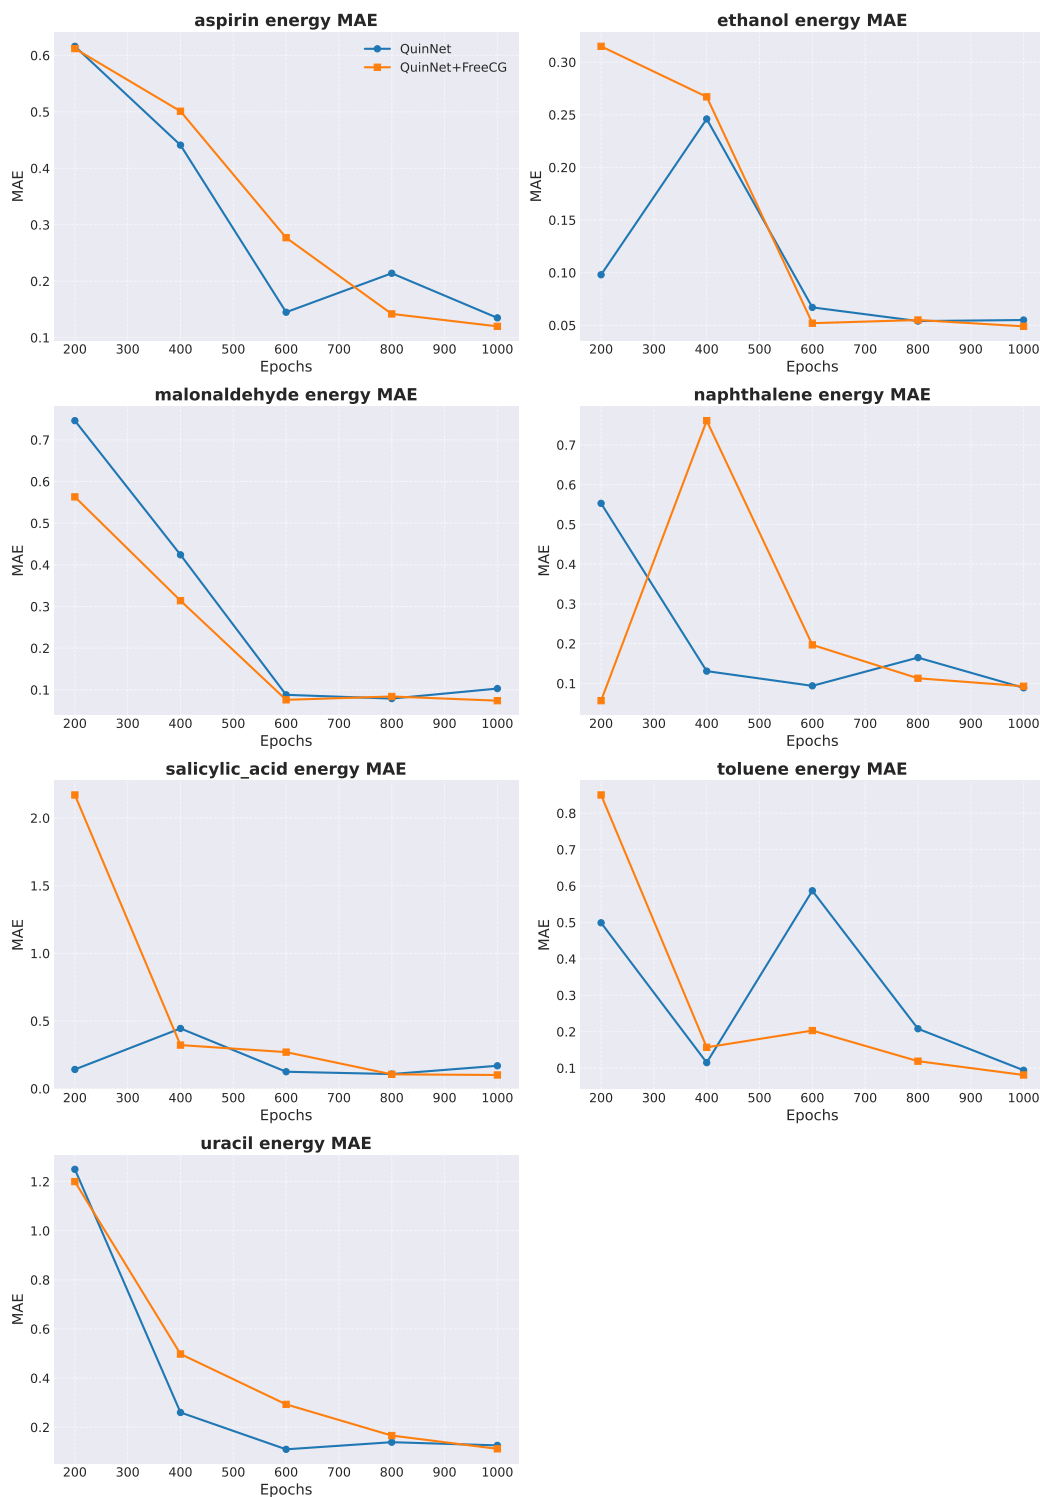 aspirin energy MAE
QuinNet
QuinNet+FreeCG
0.6
0.5
0.4
0.3
0.2
0.1
MAE
200 300 400 500 600 700 800 900 1000
Epochs
ethanol energy MAE
0.30
0.25
0.20
0.15
0.10
0.05
MAE
200 300 400 500 600 700 800 900 1000
Epochs
malonaldehyde energy MAE
0.7
0.6
0.5
0.4
0.3
0.2
0.1
MAE
200 300 400 500 600 700 800 900 1000
Epochs
naphthalene energy MAE
0.7
0.6
0.5
0.4
0.3
0.2
0.1
MAE
200 300 400 500 600 700 800 900 1000
Epochs
salicylic_acid energy MAE
2.0
1.5
1.0
0.5
0.0
MAE
200 300 400 500 600 700 800 900 1000
Epochs
toluene energy MAE
0.8
0.7
0.6
0.5
0.4
0.3
0.2
0.1
MAE
200 300 400 500 600 700 800 900 1000
Epochs
uracil energy MAE
1.2
1.0
0.8
0.6
0.4
0.2
MAE
200 300 400 500 600 700 800 900 1000
Epochs